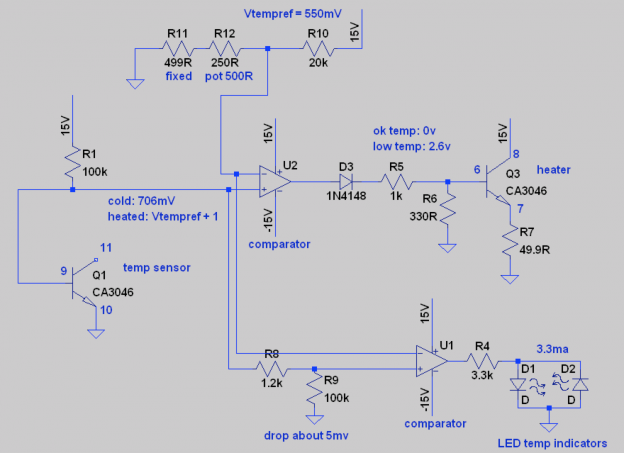 Vtempref = 550mV
15V
R11
R12
R10
499R
250R
20k
fixed
pot 500R
15V
15V
15V
ok temp: 0v
low temp: 2.6v
R1
100k
U2
D3
R5
8
6
Q3
heater
1N4148
1k
CA3046
R6
330R
7
cold: 706mV
heated: Vtempref + 1
-15V
comparator
R7
49.9R
11
9
Q1
temp sensor
CA3046
10
15V
R8
1.2k
U1
R4
3.3ma
3.3k
D1
D2
R9
100k
D
D
-15V
comparator
drop about 5mv
LED temp indicators